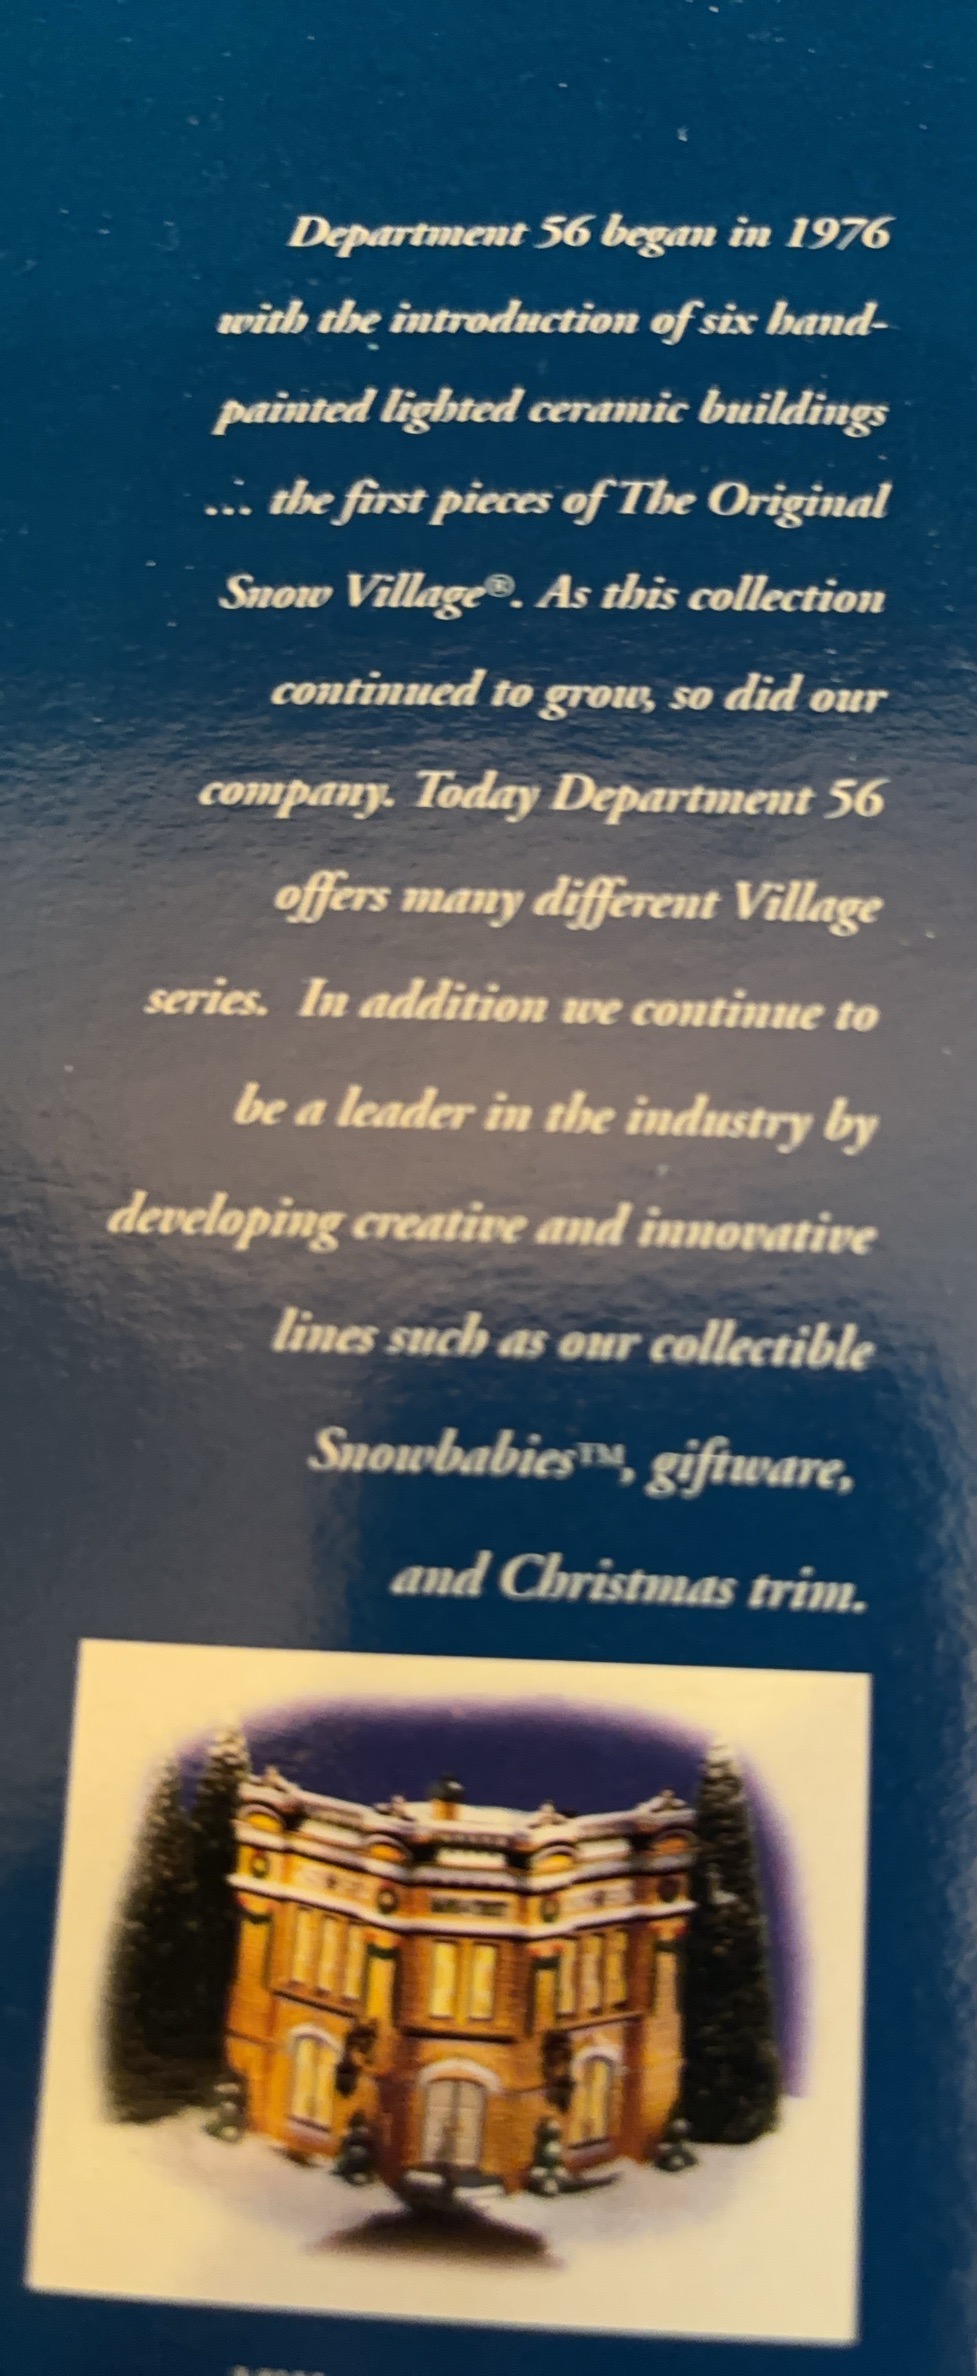 Department 56 began in 1976
with the introduction of six hand-
painted lighted ceramic buildings
... the first pieces of The Original
Snow Village®. As this collection
continued to grow, so did our
company. Today Department 56
offers many different Village
series. In addition we continue to
be a leader in the industry by
developing creative and innovative
lines such as our collectible
Snowbabies™, giftware,
and Christmas trim.